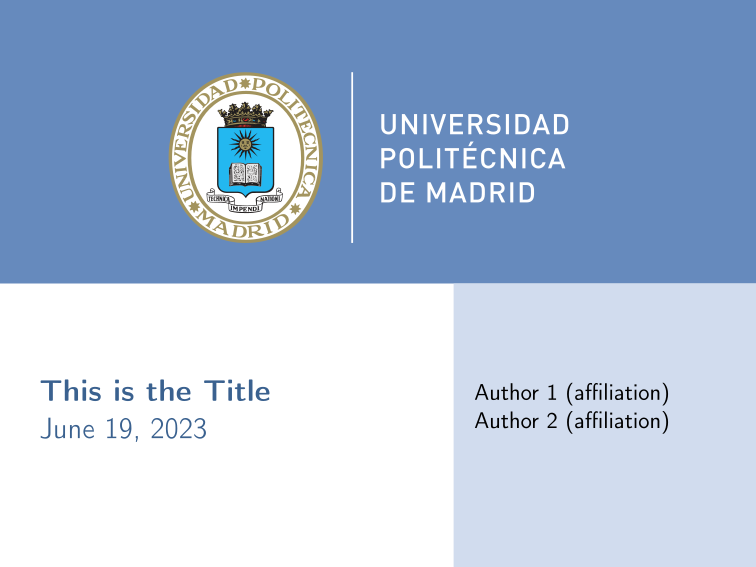 UNIVERSIDAD POLITECNICA
MADRID
TECHNICA
IMPENDI
NATIONI
UNIVERSIDAD
POLITÉCNICA
DE MADRID
This is the Title
June 19, 2023
Author 1 (affiliation)
Author 2 (affiliation)